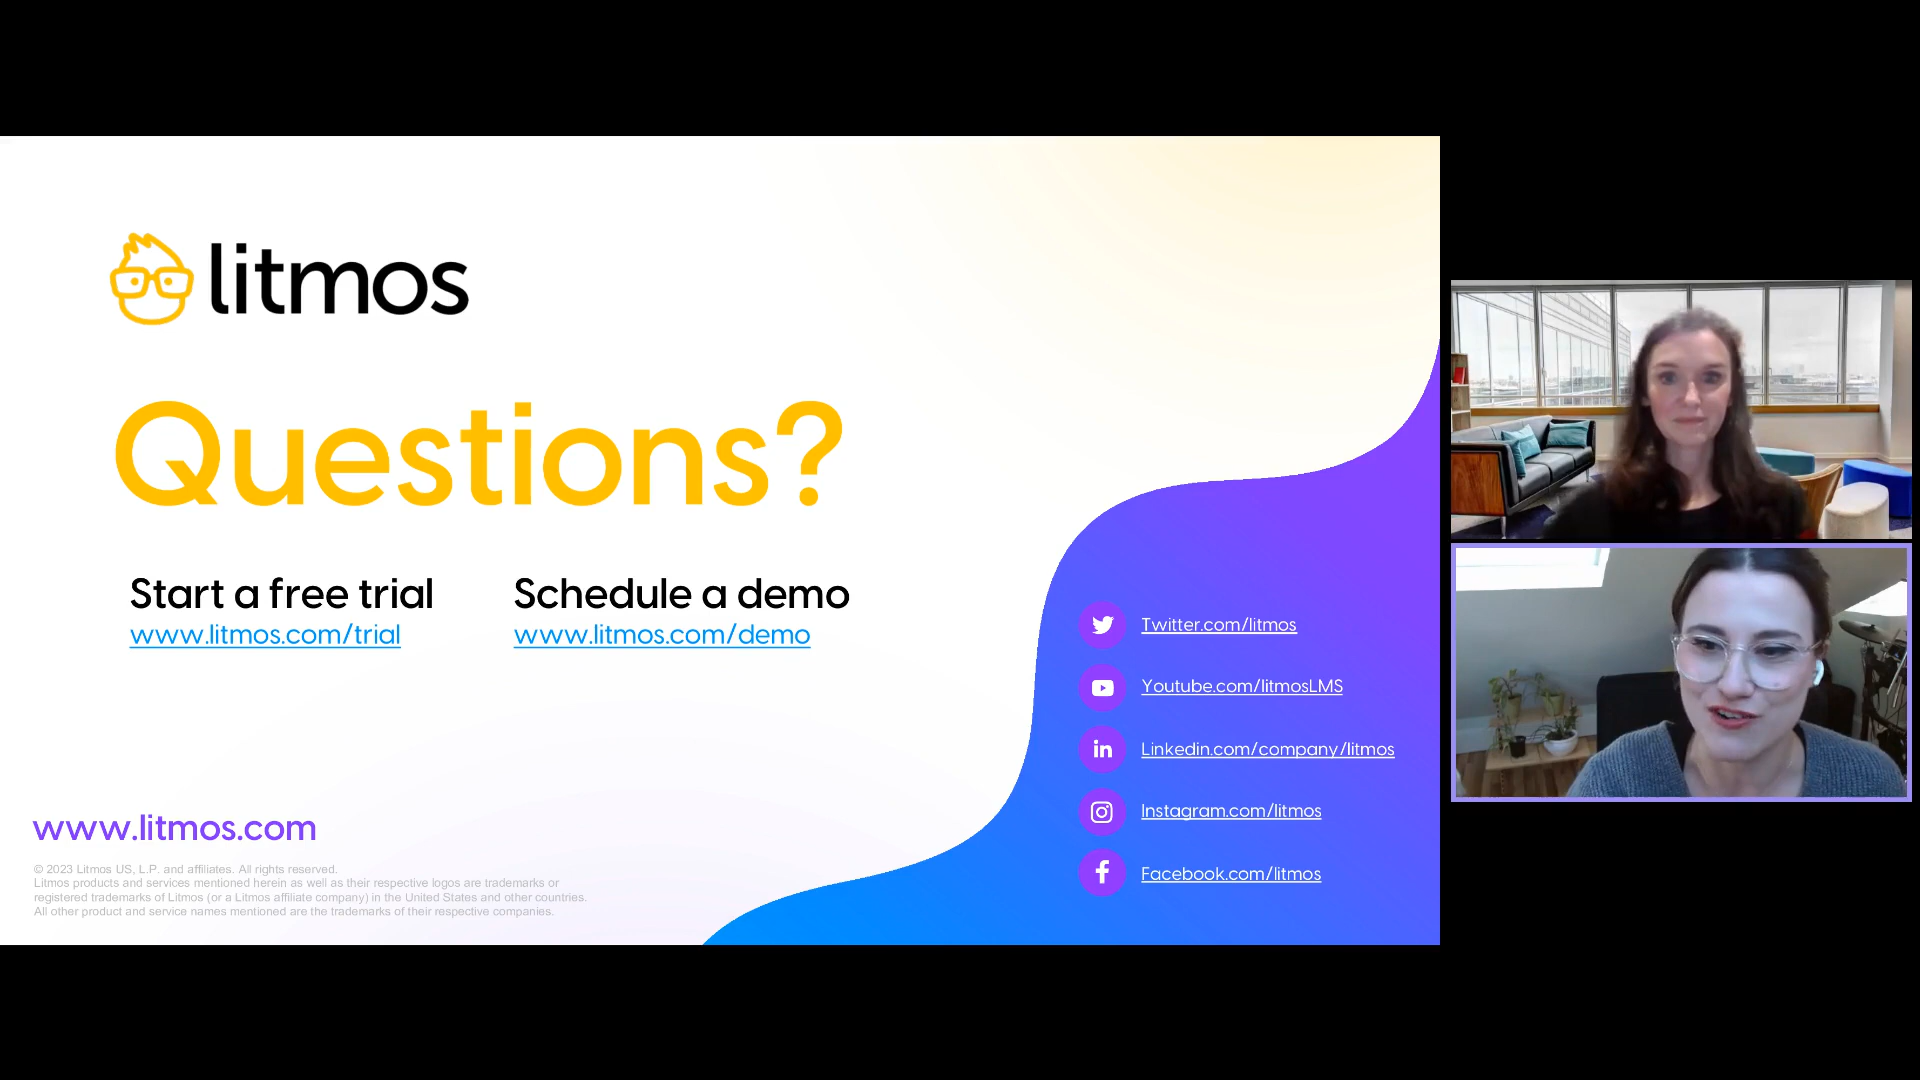 litmos
Questions?
Start a free trial
www.litmos.com/trial
Schedule a demo
www.litmos.com/demo
Twitter.com/litmos
Youtube.com/litmosLMS
Linkedin.com/company/litmos
Instagram.com/litmos
Facebook.com/litmos
www.litmos.com
© 2023 Litmos US, L.P. and affiliates. All rights reserved.
Litmos products and services mentioned herein as well as their respective logos are trademarks or
registered trademarks of Litmos (or a Litmos affiliate company) in the United States and other countries.
All other product and service names mentioned are the trademarks of their respective companies.